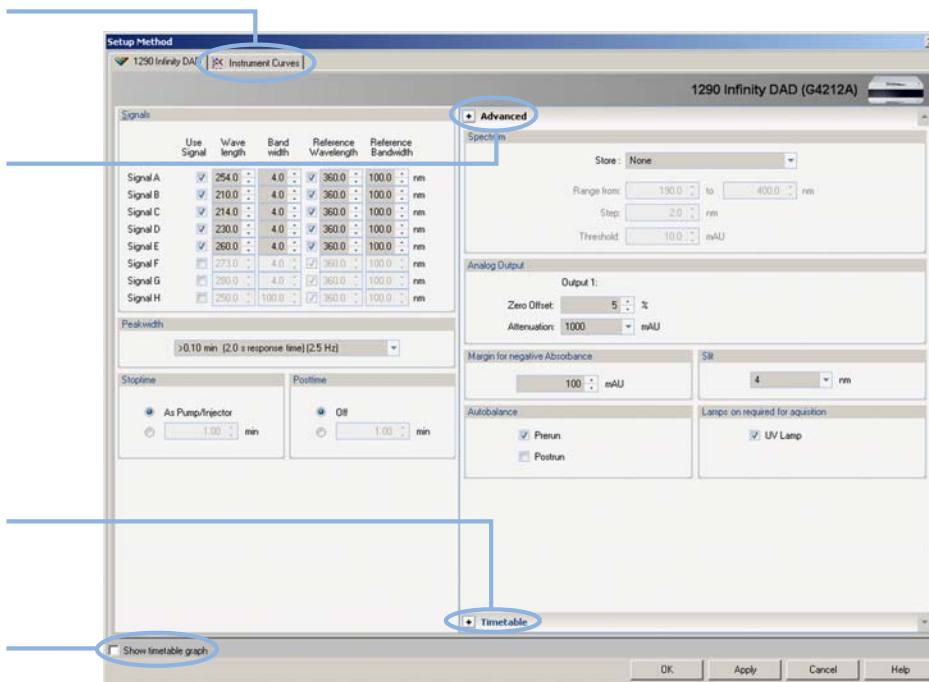 Setup Method
1290 Infinity DAD
Instrument Curves
1290 Infinity DAD (G4212A)
Signals
Use Signal Wave length Band width Reference Wavelength Reference Bandwidth
Signal A 254.0 4.0 360.0 100.0 nm
Signal B 210.0 4.0 360.0 100.0 nm
Signal C 214.0 4.0 360.0 100.0 nm
Signal D 230.0 4.0 360.0 100.0 nm
Signal E 260.0 4.0 360.0 100.0 nm
Signal F 273.0 4.0 360.0 100.0 nm
Signal G 280.0 4.0 360.0 100.0 nm
Signal H 250.0 100.0 360.0 100.0 nm
Peakwidth
>0.10 min (2.0 s response time) (2.5 Hz)
Stoptime
As Pump/Injector
1.00 min
Posttime
Off
1.00 min
Advanced
Spectrum
Store : None
Range from: 190.0 to 400.0 nm
Step: 2.0 nm
Threshold: 10.0 mAU
Analog Output
Output 1:
Zero Offset: 5 %
Attenuation: 1000 mAU
Margin for negative Absorbance
100 mAU
Slit
4 nm
Autobalance
Prerun
Postrun
Lamps on required for aquisition
UV Lamp
Timetable
Show timetable graph
OK Apply Cancel Help